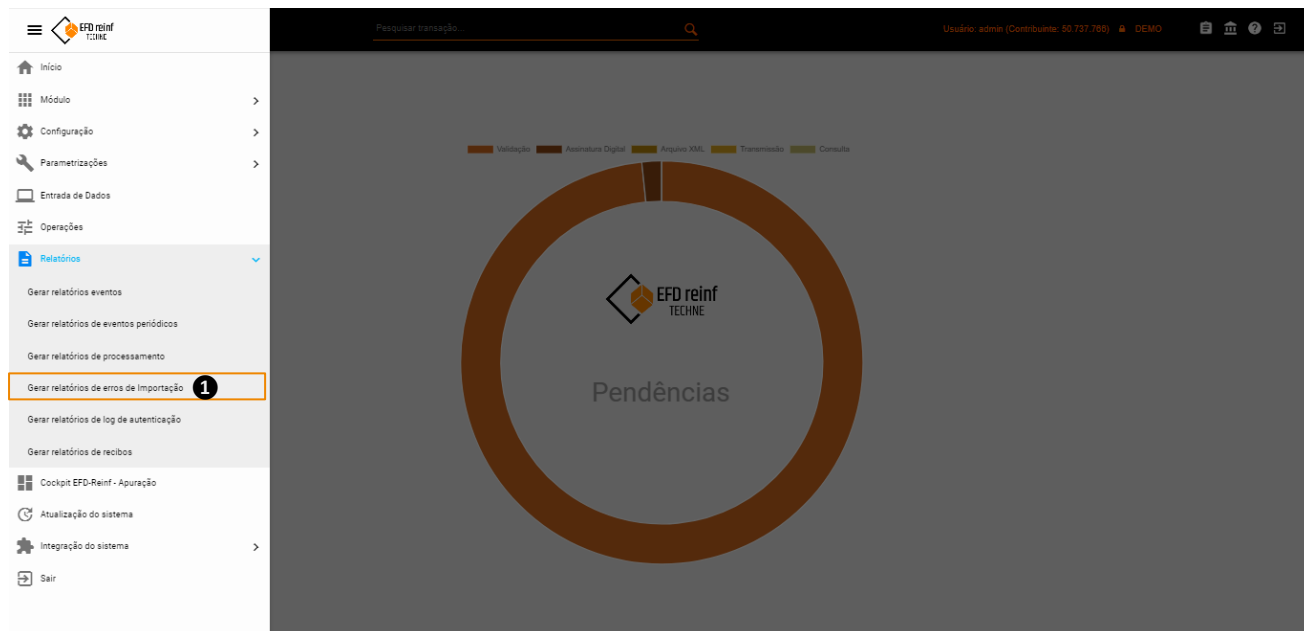 EFD reinf
TECHNE
Pesquisar transação...
Usuário: admin (Contribuinte: 50.737.766)
DEMO
Início
Módulo
Configuração
Parametrizações
Entrada de Dados
Operações
Relatórios
Gerar relatórios eventos
Gerar relatórios de eventos periódicos
Gerar relatórios de processamento
Gerar relatórios de erros de Importação 1
Gerar relatórios de log de autenticação
Gerar relatórios de recibos
Cockpit EFD-Reinf - Apuração
Atualização do sistema
Integração do sistema
Sair
Validação Assinatura Digital Arquivo XML Transmissão Consulta
EFD reinf
TECHNE
Pendências